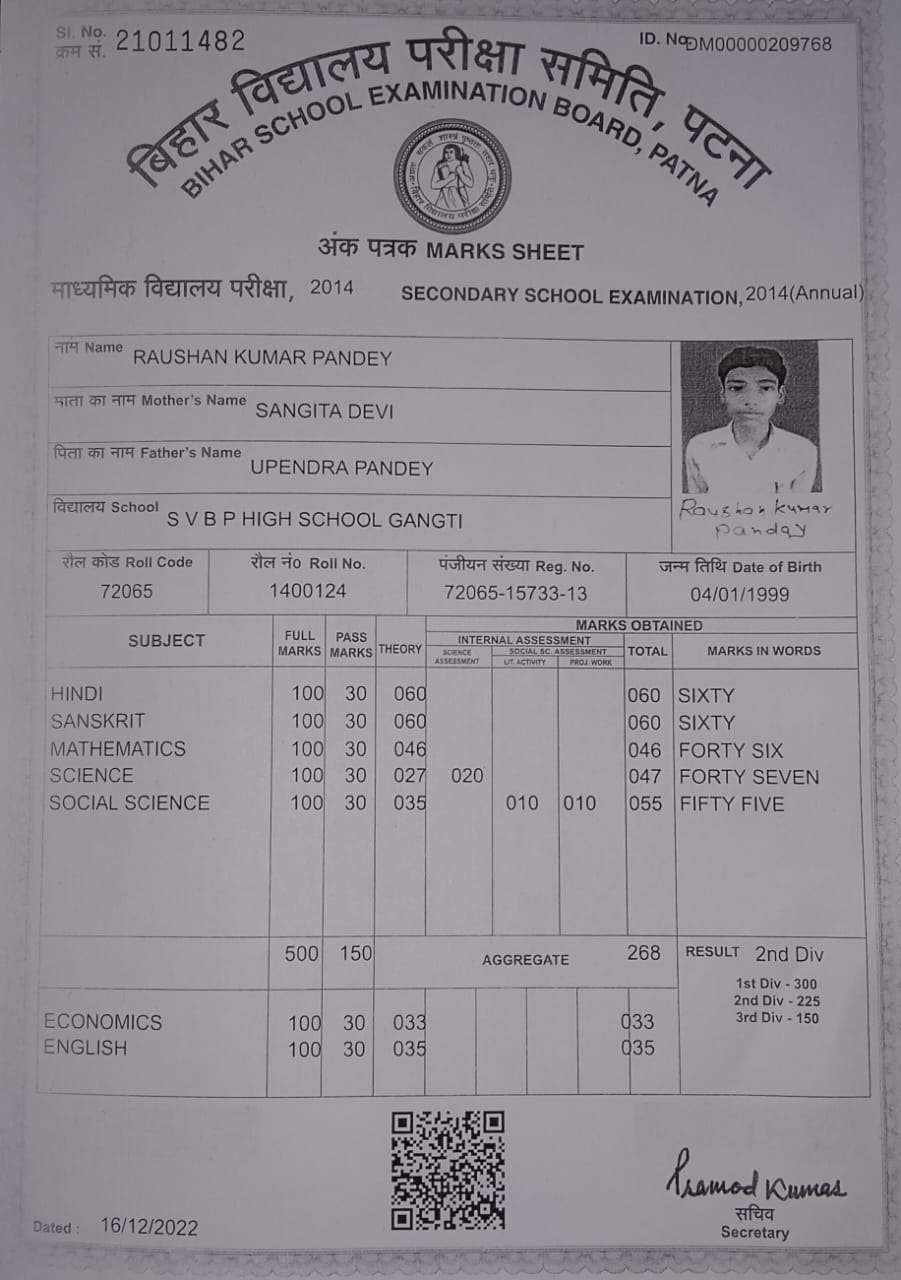 Sl. No.
क्रम सं. 21011482
ID. No. DM00000209768
बिहार विद्यालय परीक्षा समिति, पटना
BIHAR SCHOOL EXAMINATION BOARD, PATNA
अंक पत्रक MARKS SHEET
माध्यमिक विद्यालय परीक्षा, 2014 SECONDARY SCHOOL EXAMINATION, 2014(Annual)
नाम Name RAUSHAN KUMAR PANDEY
माता का नाम Mother's Name SANGITA DEVI
पिता का नाम Father's Name UPENDRA PANDEY
विद्यालय School S V B P HIGH SCHOOL GANGTI
Raushan Kumar
panday
रौल कोड Roll Code रौल नं० Roll No. पंजीयन संख्या Reg. No. जन्म तिथि Date of Birth
72065 1400124 72065-15733-13 04/01/1999
SUBJECT FULL MARKS PASS MARKS THEORY MARKS OBTAINED
INTERNAL ASSESSMENT TOTAL MARKS IN WORDS
SCIENCE ASSESSMENT SOCIAL SC. ASSESSMENT
LIT. ACTIVITY PROJ. WORK
HINDI 100 30 060 060 SIXTY
SANSKRIT 100 30 060 060 SIXTY
MATHEMATICS 100 30 046 046 FORTY SIX
SCIENCE 100 30 027 020 047 FORTY SEVEN
SOCIAL SCIENCE 100 30 035 010 010 055 FIFTY FIVE
500 150 AGGREGATE 268 RESULT 2nd Div
1st Div - 300
2nd Div - 225
3rd Div - 150
ECONOMICS 100 30 033 033
ENGLISH 100 30 035 035
Pramod Kumar
सचिव
Secretary
Dated : 16/12/2022